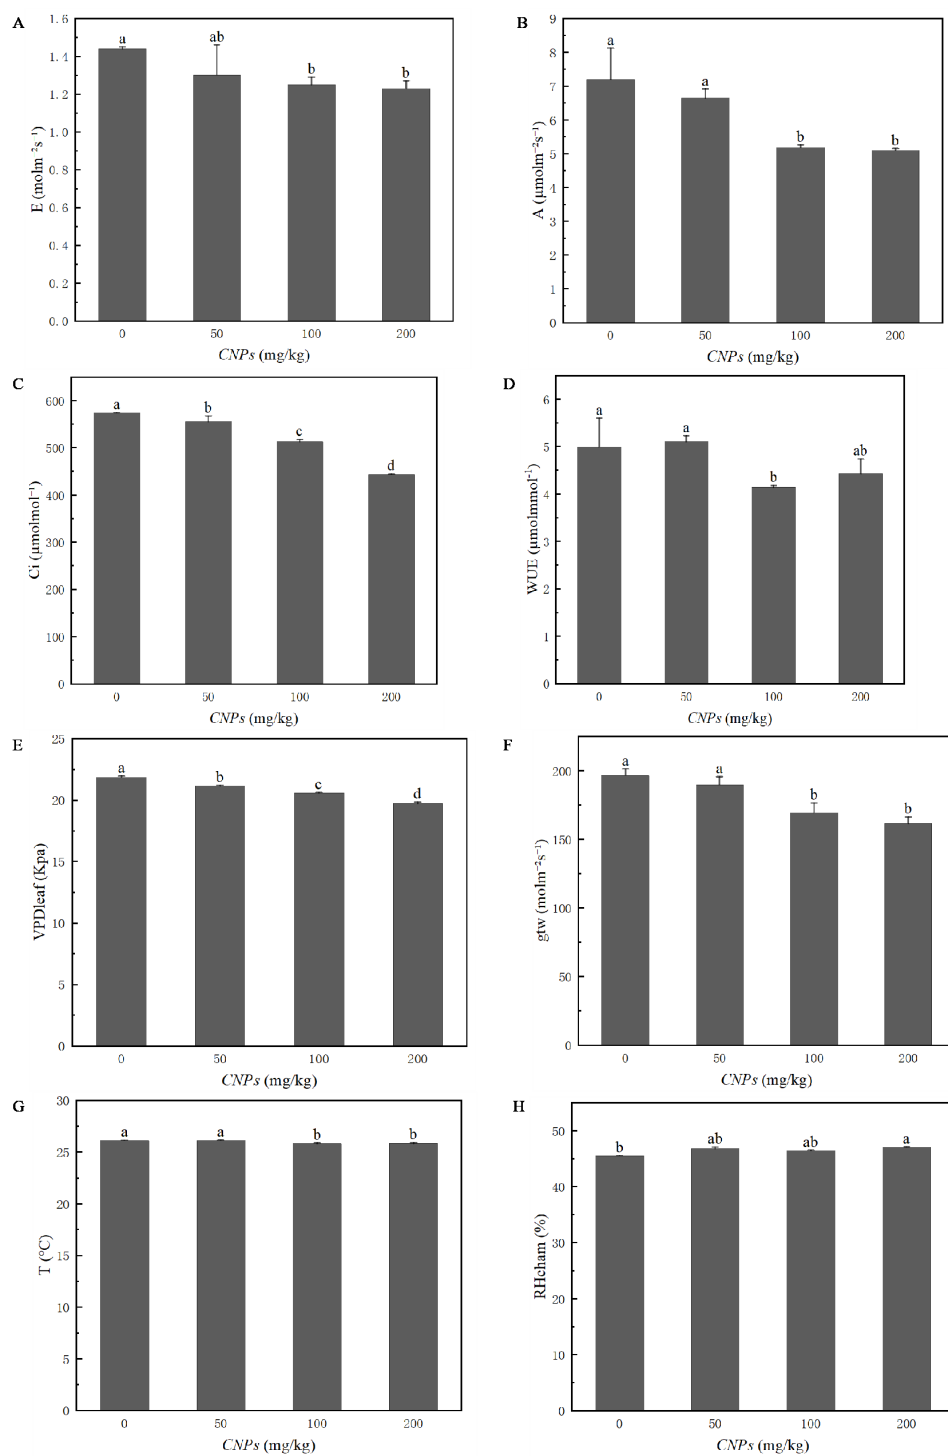 A
E (molm⁻²s⁻¹)
1.6
1.4
1.2
1.0
0.8
0.6
0.4
0.2
0.0
a
ab
b
b
0
50
100
200
CNPs (mg/kg)
B
A (μmolm⁻²s⁻¹)
9
8
7
6
5
4
3
2
1
0
a
a
b
b
0
50
100
200
CNPs (mg/kg)
C
Ci (μmolmol⁻¹)
600
500
400
300
200
100
0
a
b
c
d
0
50
100
200
CNPs (mg/kg)
D
WUE (μmolmmol⁻¹)
6
5
4
3
2
1
0
a
a
b
ab
0
50
100
200
CNPs (mg/kg)
E
VPDleaf (Kpa)
25
20
15
10
5
0
a
b
c
d
0
50
100
200
CNPs (mg/kg)
F
gtw (molm⁻²s⁻¹)
200
150
100
50
0
a
a
b
b
0
50
100
200
CNPs (mg/kg)
G
T (°C)
30
25
20
15
10
5
0
a
a
b
b
0
50
100
200
CNPs (mg/kg)
H
RHcham (%)
50
40
30
20
10
0
b
ab
ab
a
0
50
100
200
CNPs (mg/kg)